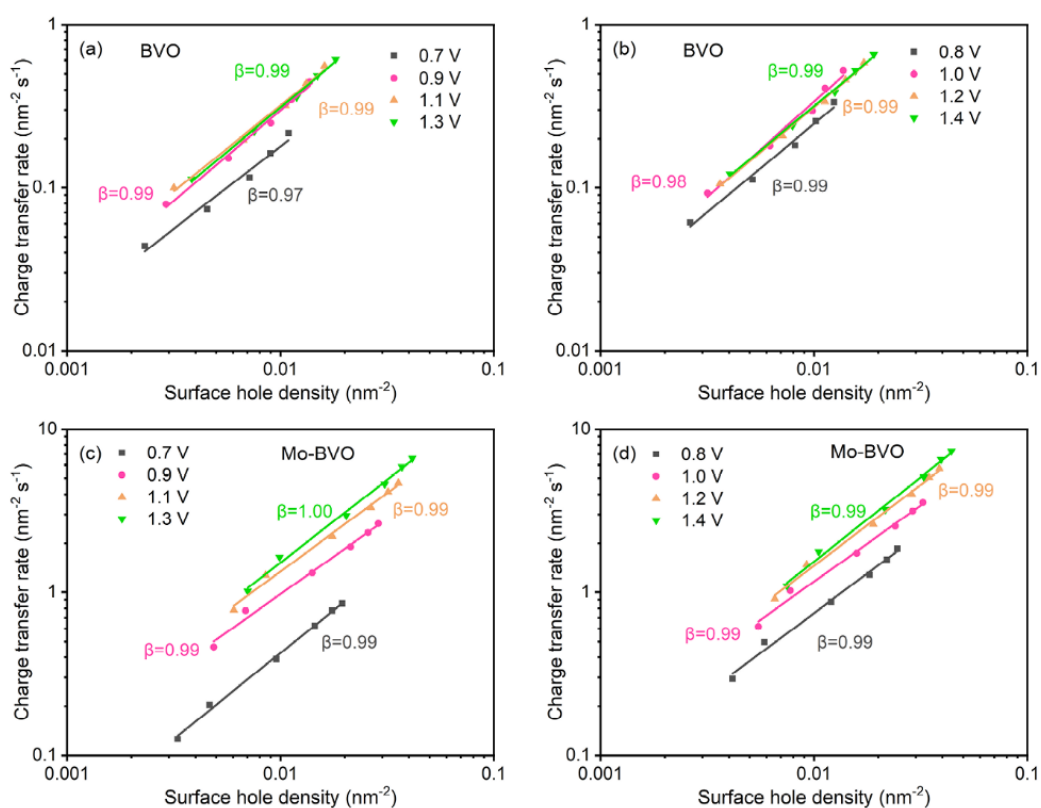 (a) BVO
0.7 V
0.9 V
1.1 V
1.3 V
β=0.99
β=0.99
β=0.99
β=0.97
1
0.1
0.01
0.001 0.01 0.1
Charge transfer rate (nm⁻² s⁻¹)
Surface hole density (nm⁻²)
(b) BVO
0.8 V
1.0 V
1.2 V
1.4 V
β=0.99
β=0.99
β=0.98
β=0.99
1
0.1
0.01
0.001 0.01 0.1
Charge transfer rate (nm⁻² s⁻¹)
Surface hole density (nm⁻²)
(c) Mo-BVO
0.7 V
0.9 V
1.1 V
1.3 V
β=1.00
β=0.99
β=0.99
β=0.99
10
1
0.1
0.001 0.01 0.1
Charge transfer rate (nm⁻² s⁻¹)
Surface hole density (nm⁻²)
(d) Mo-BVO
0.8 V
1.0 V
1.2 V
1.4 V
β=0.99
β=0.99
β=0.99
β=0.99
10
1
0.1
0.001 0.01 0.1
Charge transfer rate (nm⁻² s⁻¹)
Surface hole density (nm⁻²)